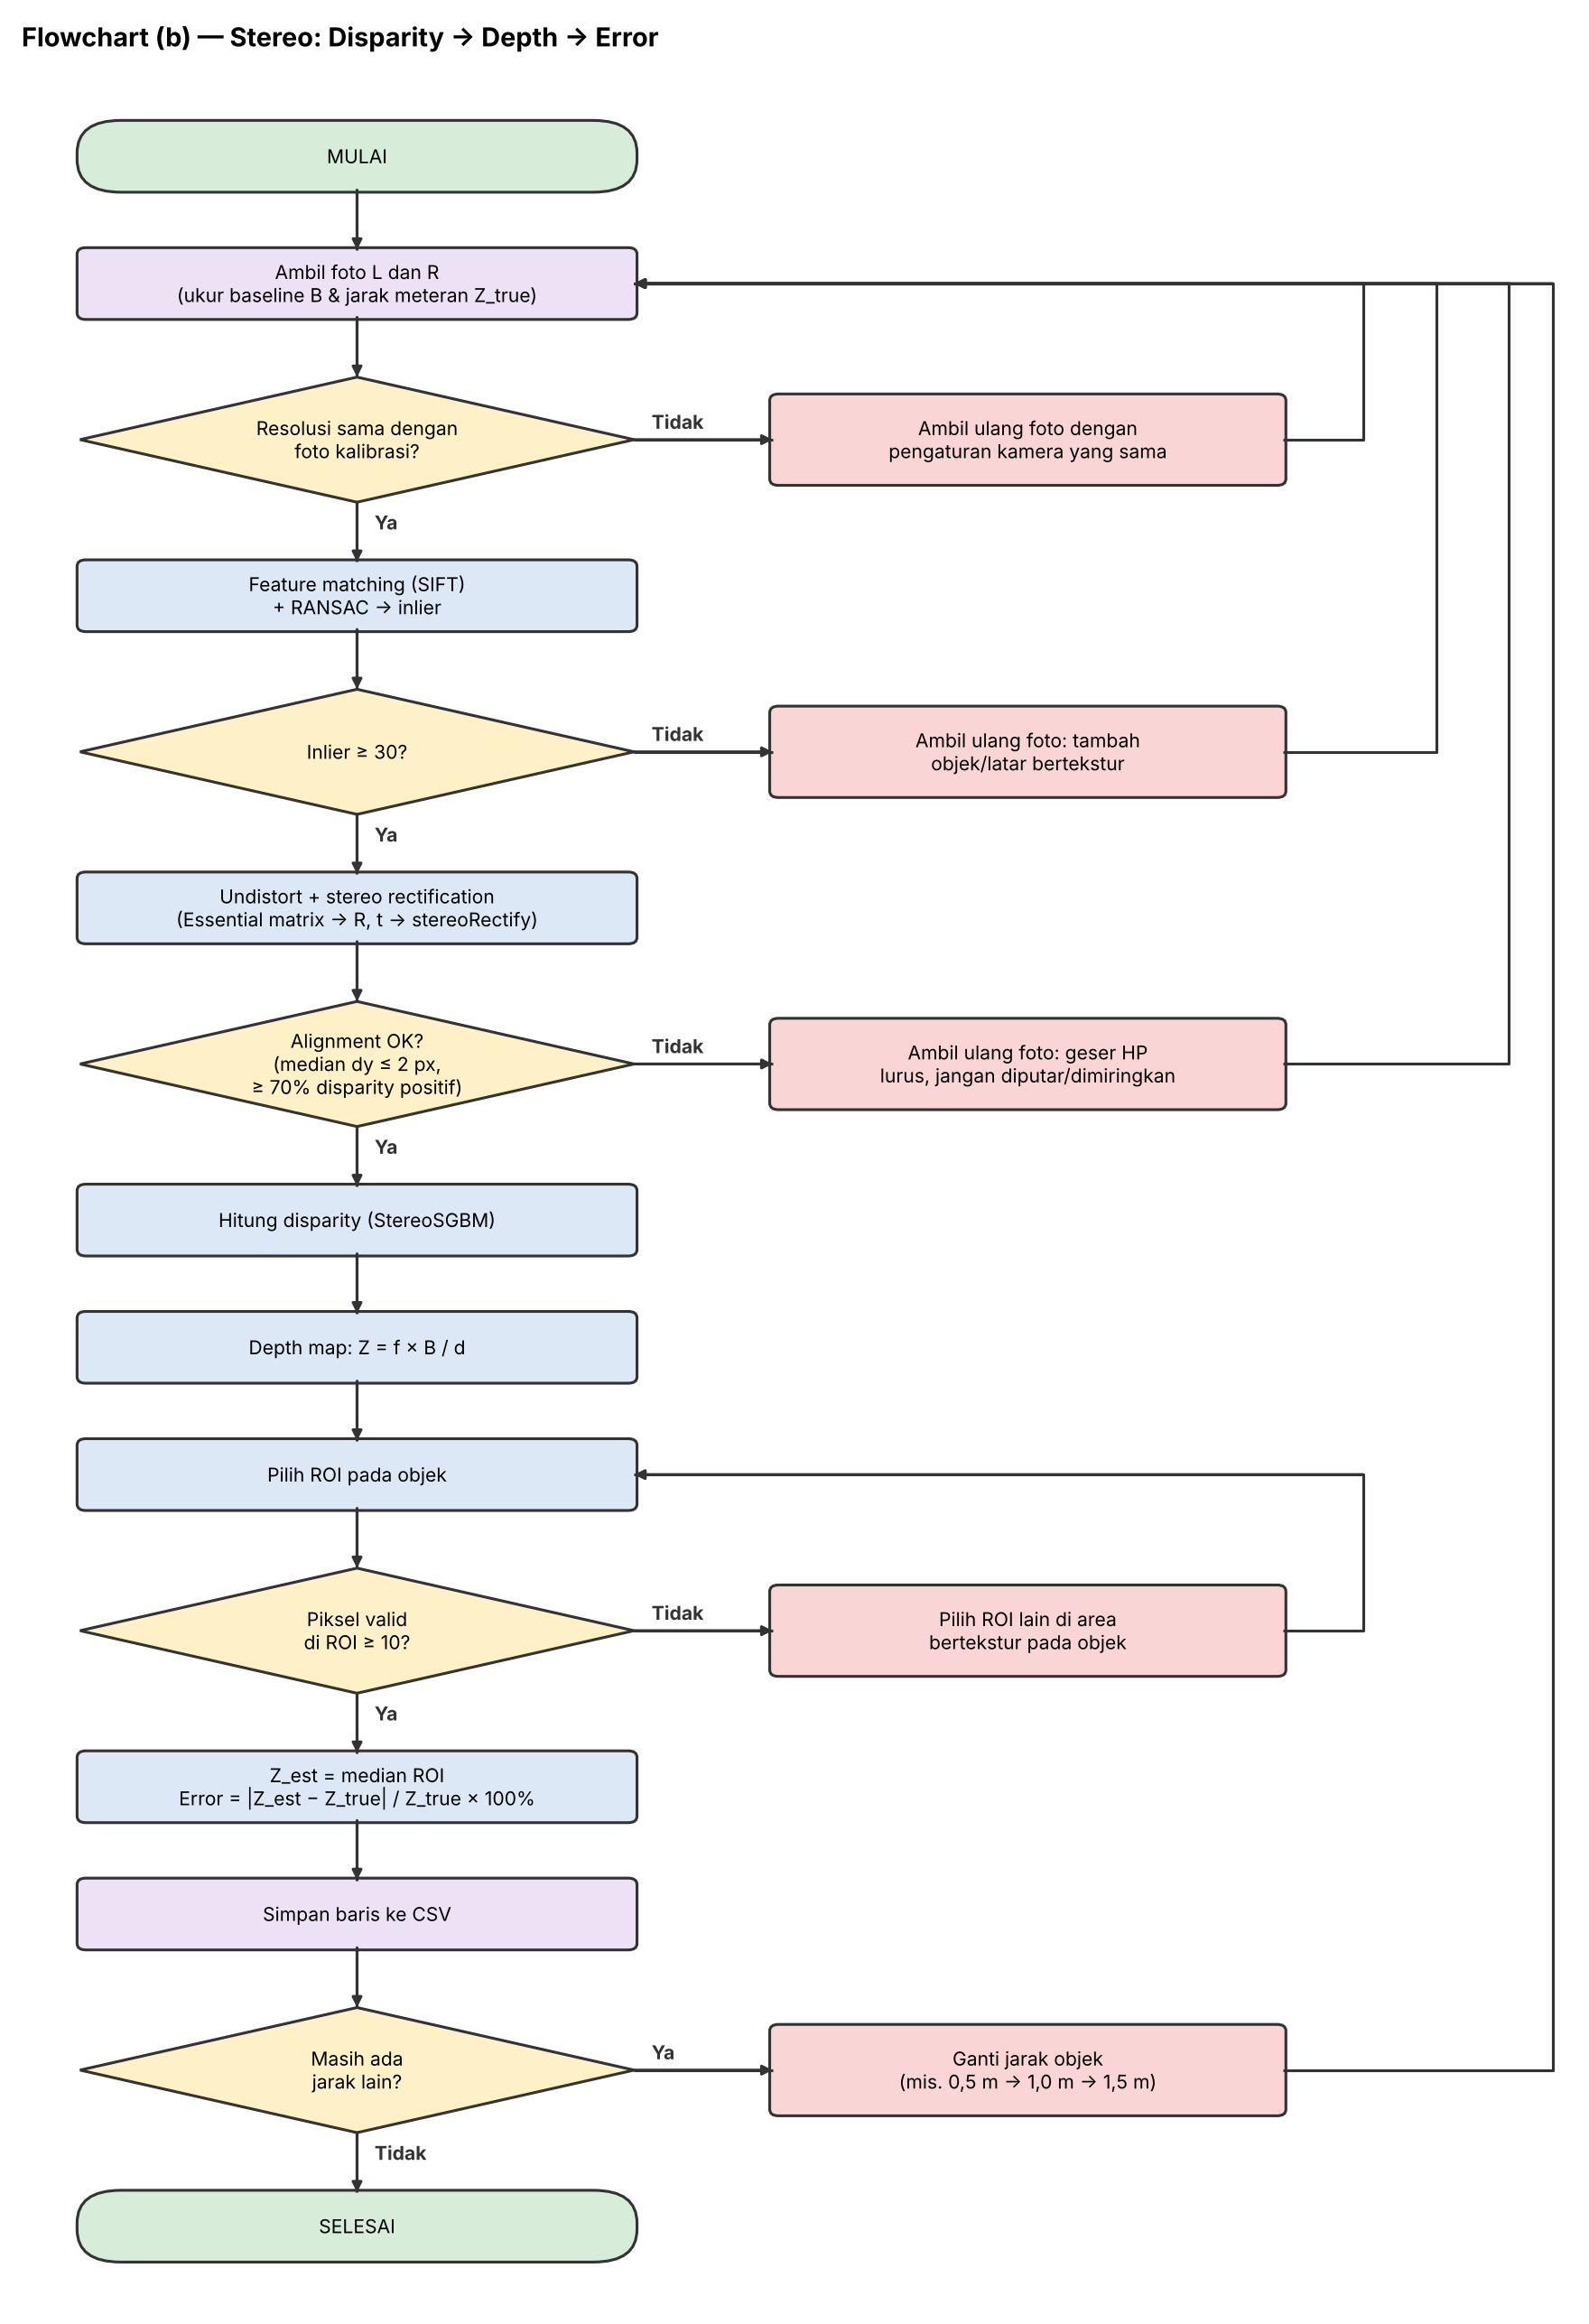 Flowchart (b) — Stereo: Disparity → Depth → Error
MULAI
Ambil foto L dan R
(ukur baseline B & jarak meteran Z_true)
Resolusi sama dengan
foto kalibrasi?
Tidak
Ambil ulang foto dengan
pengaturan kamera yang sama
Ya
Feature matching (SIFT)
+ RANSAC → inlier
Inlier ≥ 30?
Tidak
Ambil ulang foto: tambah
objek/latar bertekstur
Ya
Undistort + stereo rectification
(Essential matrix → R, t → stereoRectify)
Alignment OK?
(median dy ≤ 2 px,
≥ 70% disparity positif)
Tidak
Ambil ulang foto: geser HP
lurus, jangan diputar/dimiringkan
Ya
Hitung disparity (StereoSGBM)
Depth map: Z = f × B / d
Pilih ROI pada objek
Piksel valid
di ROI ≥ 10?
Tidak
Pilih ROI lain di area
bertekstur pada objek
Ya
Z_est = median ROI
Error = |Z_est − Z_true| / Z_true × 100%
Simpan baris ke CSV
Masih ada
jarak lain?
Ya
Ganti jarak objek
(mis. 0,5 m → 1,0 m → 1,5 m)
Tidak
SELESAI